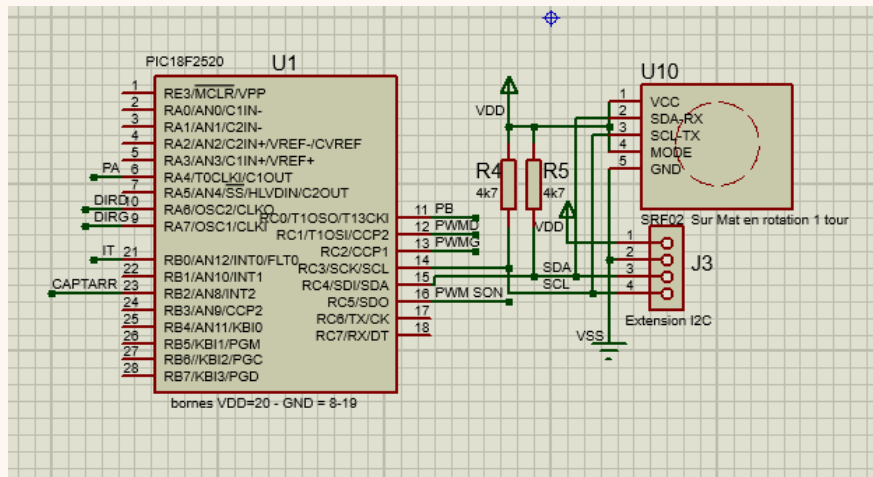 PIC18F2520
U1
1 RE3/MCLR/VPP
2 RA0/AN0/C1IN-
3 RA1/AN1/C2IN-
4 RA2/AN2/C2IN+/VREF-/CVREF
5 RA3/AN3/C1IN+/VREF+
PA 6 RA4/T0CLKI/C1OUT
7 RA5/AN4/SS/HLVDIN/C2OUT
DIRD 10 RA6/OSC2/CLKO
DIRG 9 RA7/OSC1/CLKI
IT 21 RB0/AN12/INT0/FLT0
22 RB1/AN10/INT1
CAPTARR 23 RB2/AN8/INT2
24 RB3/AN9/CCP2
25 RB4/AN11/KBI0
26 RB5/KBI1/PGM
27 RB6//KBI2/PGC
28 RB7/KBI3/PGD
RC0/T1OSO/T13CKI 11 PB
RC1/T1OSI/CCP2 12 PWMD
RC2/CCP1 13 PWMG
RC3/SCK/SCL 14
RC4/SDI/SDA 15
RC5/SDO 16 PWM SON
RC6/TX/CK 17
RC7/RX/DT 18
bornes VDD=20 - GND = 8-19
VDD
R4
4k7
R5
4k7
U10
1 VCC
2 SDA-RX
3 SCL-TX
4 MODE
5 GND
SRF02 Sur Mat en rotation 1 tour
VDD
1
2
SDA 3
SCL 4
J3
Extension I2C
VSS